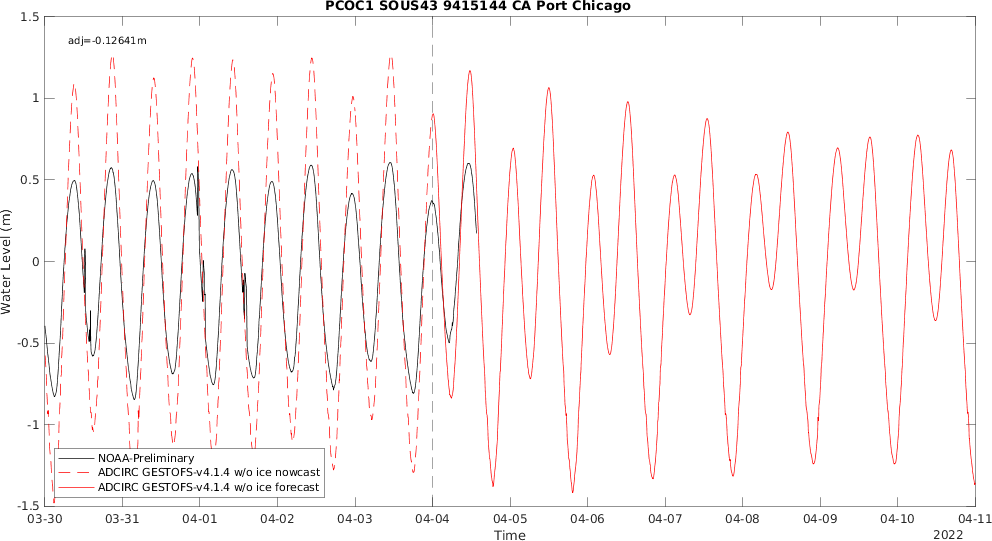 PCOC1 SOUS43 9415144 CA Port Chicago
1.5
adj=-0.12641m
1
0.5
0
-0.5
-1
-1.5
Water Level (m)
NOAA-Preliminary
ADCIRC GESTOFS-v4.1.4 w/o ice nowcast
ADCIRC GESTOFS-v4.1.4 w/o ice forecast
03-30 03-31 04-01 04-02 04-03 04-04 04-05 04-06 04-07 04-08 04-09 04-10 04-11
Time
2022